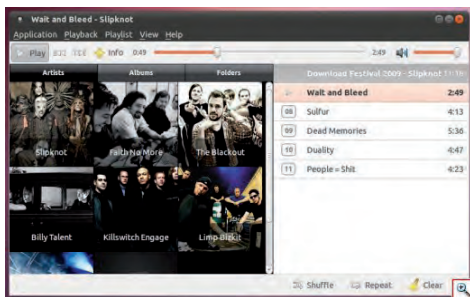 Wait and Bleed - Slipknot
Application Playback Playlist View Help
Play Info 0:49 2:49
Artists Albums Folders
Download Festival 2009 - Slipknot
Wait and Bleed 2:49
Slipknot Faith No More The Blackout
08 Sulfur 4:13
09 Dead Memories 5:36
10 Duality 4:47
11 People = Shit 4:23
Billy Talent Killswitch Engage Limp Bizkit
Shuffle Repeat Clear